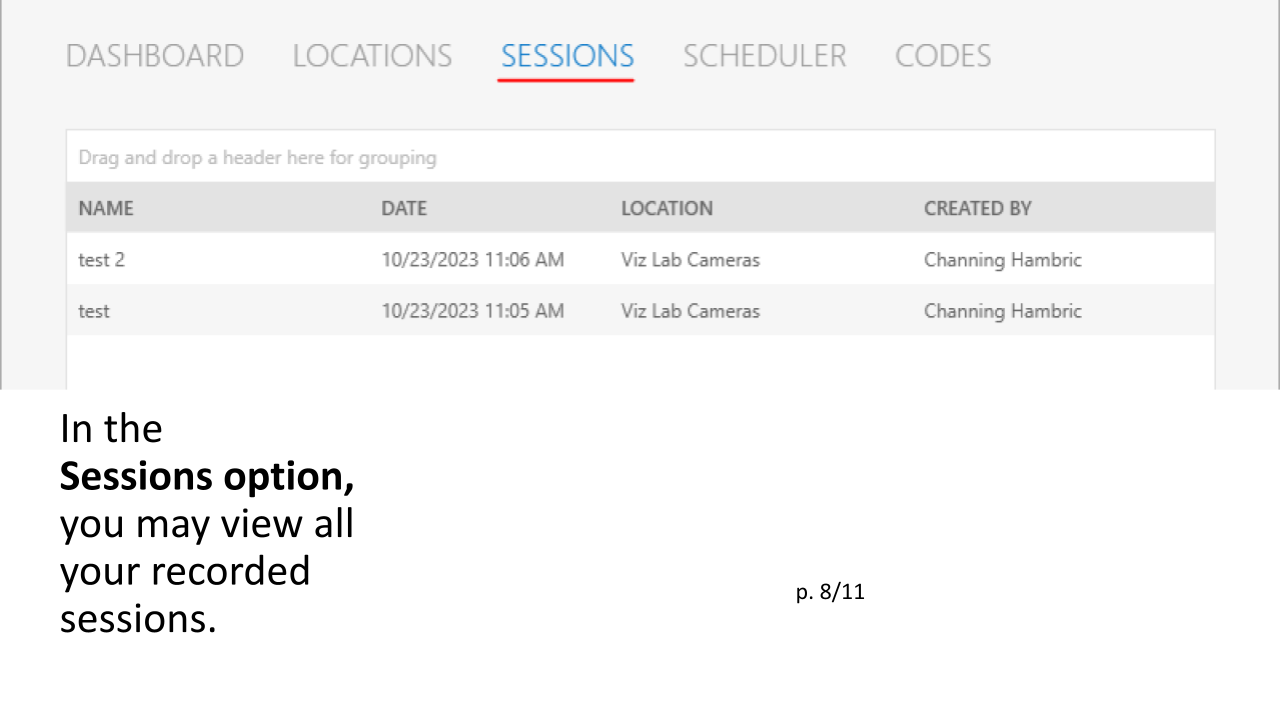 DASHBOARD LOCATIONS SESSIONS SCHEDULER CODES
Drag and drop a header here for grouping
NAME DATE LOCATION CREATED BY
test 2 10/23/2023 11:06 AM Viz Lab Cameras Channing Hambric
test 10/23/2023 11:05 AM Viz Lab Cameras Channing Hambric
In the
Sessions option,
you may view all
your recorded
sessions.
p. 8/11